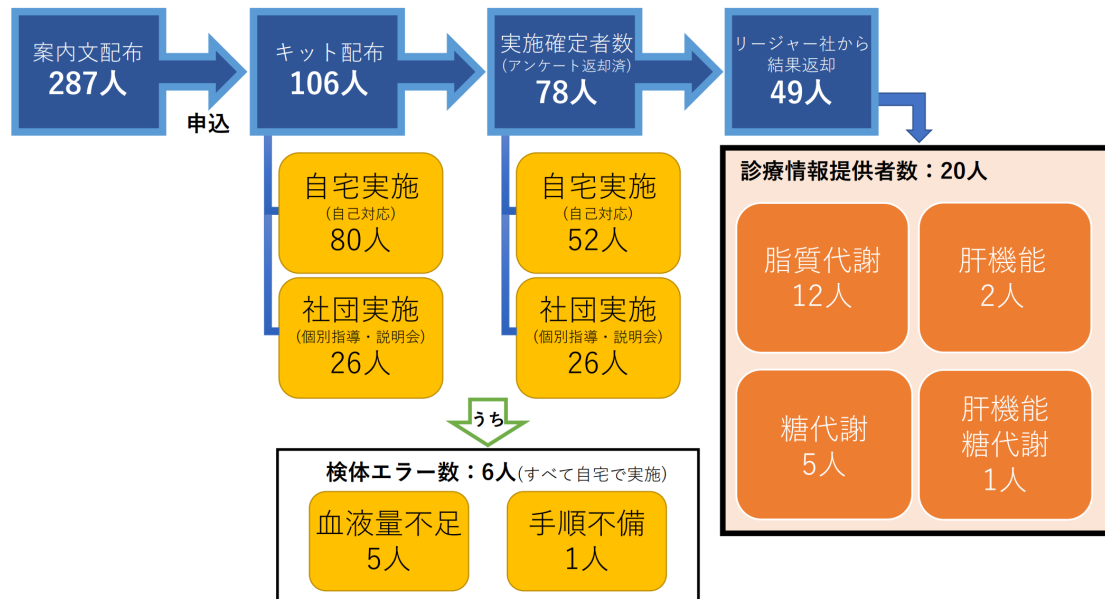 案内文配布
287人
申込
キット配布
106人
実施確定者数
(アンケート返却済)
78人
リージャー社から
結果返却
49人
自宅実施
(自己対応)
80人
社団実施
(個別指導・説明会)
26人
自宅実施
(自己対応)
52人
社団実施
(個別指導・説明会)
26人
うち
検体エラー数：6人(すべて自宅で実施)
血液量不足
5人
手順不備
1人
診療情報提供者数：20人
脂質代謝
12人
肝機能
2人
糖代謝
5人
肝機能
糖代謝
1人